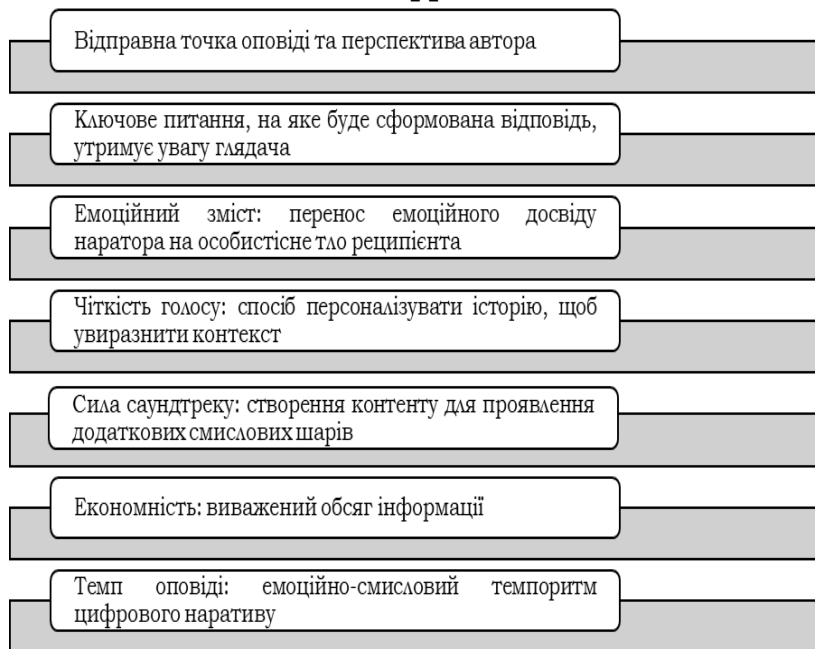 Відправна точка оповіді та перспектива автора
Ключове питання, на яке буде сформована відповідь,
утримує увагу глядача
Емоційний зміст: перенос емоційного досвіду
наратора на особистісне тло реципієнта
Чіткість голосу: спосіб персоналізувати історію, щоб
увиразнити контекст
Сила саундтреку: створення контенту для проявлення
додаткових смислових шарів
Економність: виважений обсяг інформації
Темп оповіді: емоційно-смисловий темпоритм
цифрового наративу